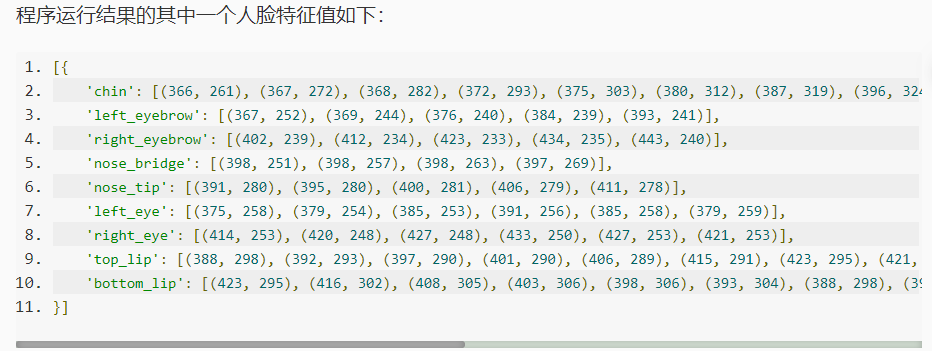 程序运行结果的其中一个人脸特征值如下：
1. [{
2. 'chin': [(366, 261), (367, 272), (368, 282), (372, 293), (375, 303), (380, 312), (387, 319), (396, 324
3. 'left_eyebrow': [(367, 252), (369, 244), (376, 240), (384, 239), (393, 241)],
4. 'right_eyebrow': [(402, 239), (412, 234), (423, 233), (434, 235), (443, 240)],
5. 'nose_bridge': [(398, 251), (398, 257), (398, 263), (397, 269)],
6. 'nose_tip': [(391, 280), (395, 280), (400, 281), (406, 279), (411, 278)],
7. 'left_eye': [(375, 258), (379, 254), (385, 253), (391, 256), (385, 258), (379, 259)],
8. 'right_eye': [(414, 253), (420, 248), (427, 248), (433, 250), (427, 253), (421, 253)],
9. 'top_lip': [(388, 298), (392, 293), (397, 290), (401, 290), (406, 289), (415, 291), (423, 295), (421,
10. 'bottom_lip': [(423, 295), (416, 302), (408, 305), (403, 306), (398, 306), (393, 304), (388, 298), (39
11. }]